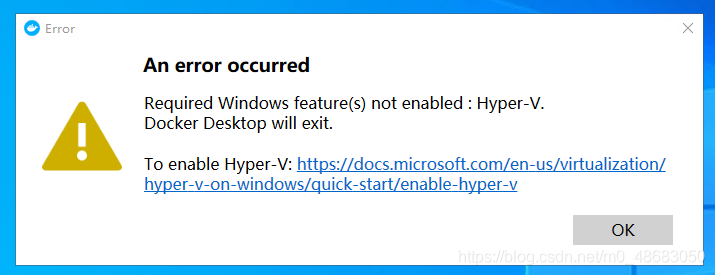 Error
An error occurred
Required Windows feature(s) not enabled : Hyper-V.
Docker Desktop will exit.
To enable Hyper-V: https://docs.microsoft.com/en-us/virtualization/
hyper-v-on-windows/quick-start/enable-hyper-v
OK
https://blog.csdn.net/m0_48683050